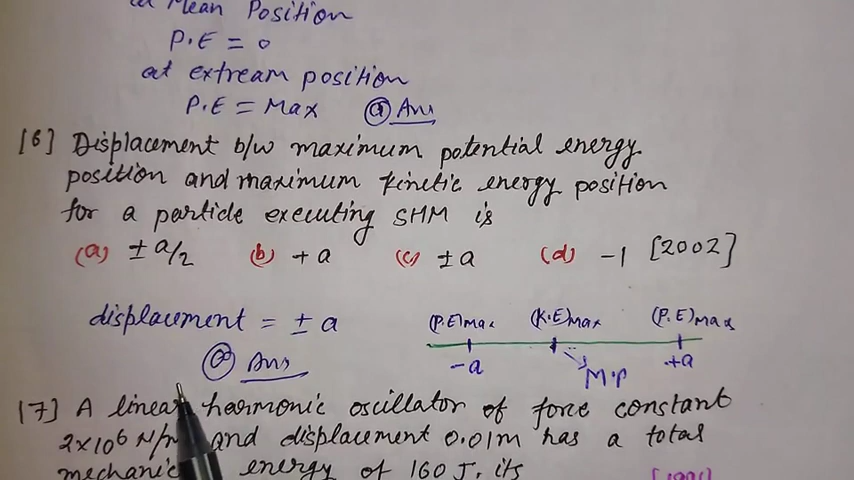 at Mean Position
P.E = 0
at extream position
P.E = Max (a) Ans
[6] Displacement b/w maximum potential energy
position and maximum kinetic energy position
for a particle executing SHM is
(a) ± a/2 (b) + a (c) ± a (d) -1 [2002]
displacement = ± a
(P.E)Max (K.E)Max (P.E)Max
-a M.P +a
(c) Ans
[7] A linear harmonic oscillator of force constant
2×10⁶ N/m and displacement 0.01m has a total
mechanic energy of 160 J. its